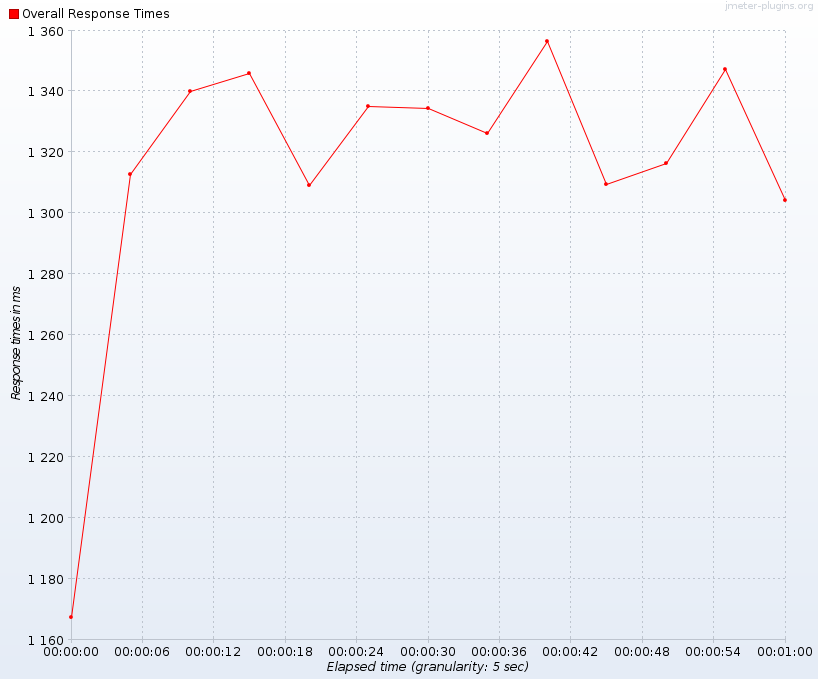 Overall Response Times
jmeter-plugins.org
1 360
1 340
1 320
1 300
1 280
1 260
1 240
1 220
1 200
1 180
1 160
Response times in ms
00:00:00 00:00:06 00:00:12 00:00:18 00:00:24 00:00:30 00:00:36 00:00:42 00:00:48 00:00:54 00:01:00
Elapsed time (granularity: 5 sec)